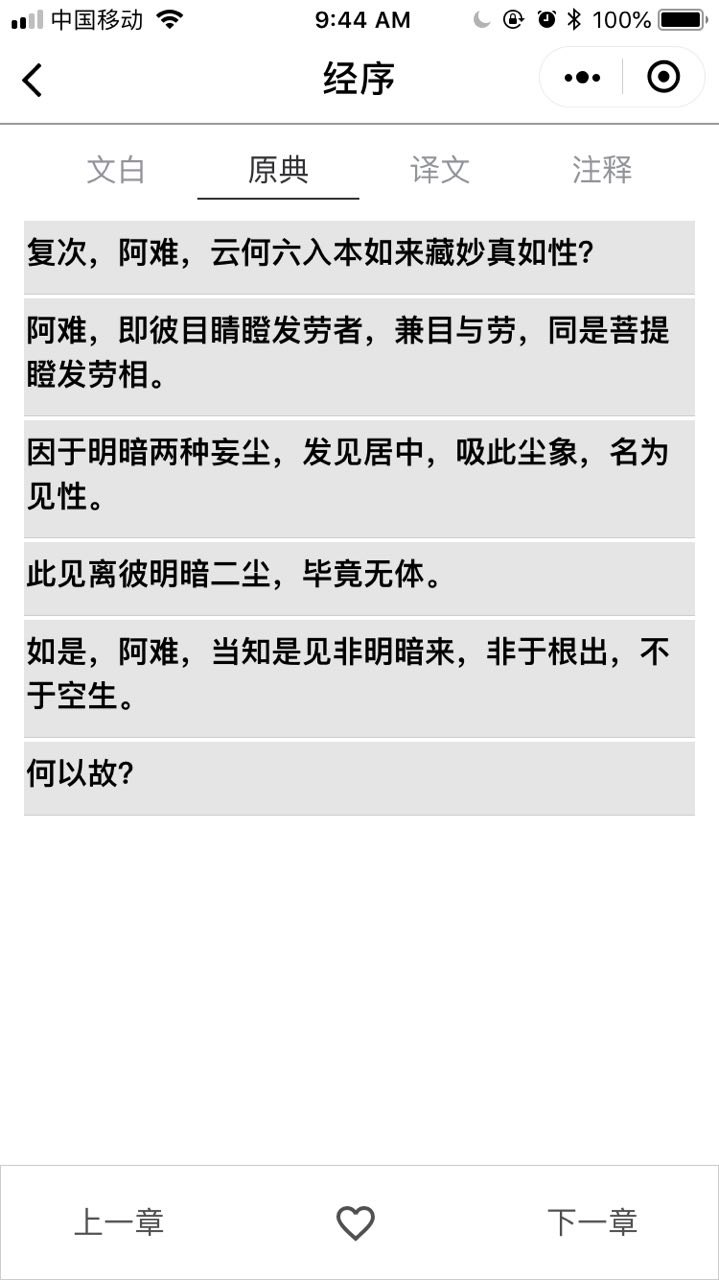 中国移动 9:44 AM 100%
经序
文白 原典 译文 注释
复次，阿难，云何六入本如来藏妙真如性？
阿难，即彼目睛瞪发劳者，兼目与劳，同是菩提
瞪发劳相。
因于明暗两种妄尘，发见居中，吸此尘象，名为
见性。
此见离彼明暗二尘，毕竟无体。
如是，阿难，当知是见非明暗来，非于根出，不
于空生。
何以故？
上一章 下一章